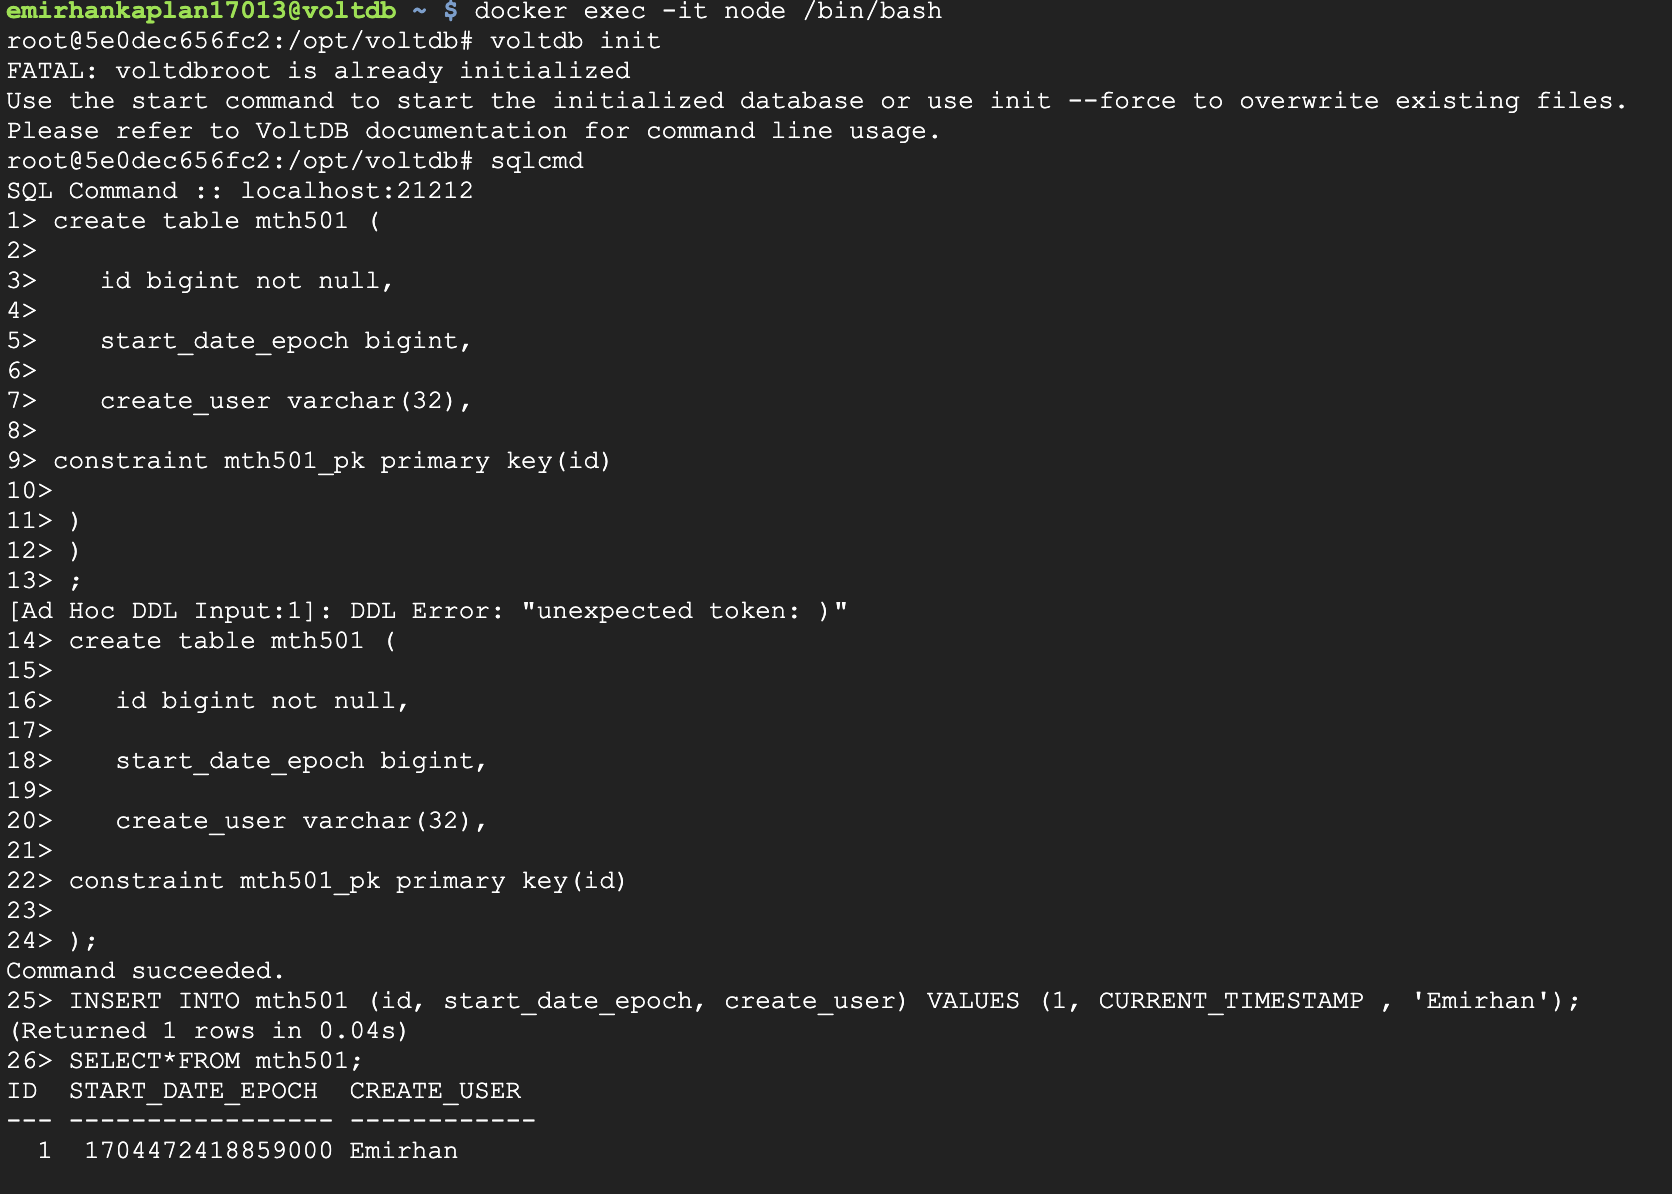 emirhankaplan17013@voltdb ~ $ docker exec -it node /bin/bash
root@5e0dec656fc2:/opt/voltdb# voltdb init
FATAL: voltdbroot is already initialized
Use the start command to start the initialized database or use init --force to overwrite existing files.
Please refer to VoltDB documentation for command line usage.
root@5e0dec656fc2:/opt/voltdb# sqlcmd
SQL Command :: localhost:21212
1> create table mth501 (
2>
3>    id bigint not null,
4>
5>    start_date_epoch bigint,
6>
7>    create_user varchar(32),
8>
9> constraint mth501_pk primary key(id)
10>
11> )
12> )
13> ;
[Ad Hoc DDL Input:1]: DDL Error: "unexpected token: )"
14> create table mth501 (
15>
16>    id bigint not null,
17>
18>    start_date_epoch bigint,
19>
20>    create_user varchar(32),
21>
22> constraint mth501_pk primary key(id)
23>
24> );
Command succeeded.
25> INSERT INTO mth501 (id, start_date_epoch, create_user) VALUES (1, CURRENT_TIMESTAMP , 'Emirhan');
(Returned 1 rows in 0.04s)
26> SELECT*FROM mth501;
ID  START_DATE_EPOCH  CREATE_USER
--- ----------------- ------------
  1  1704472418859000 Emirhan